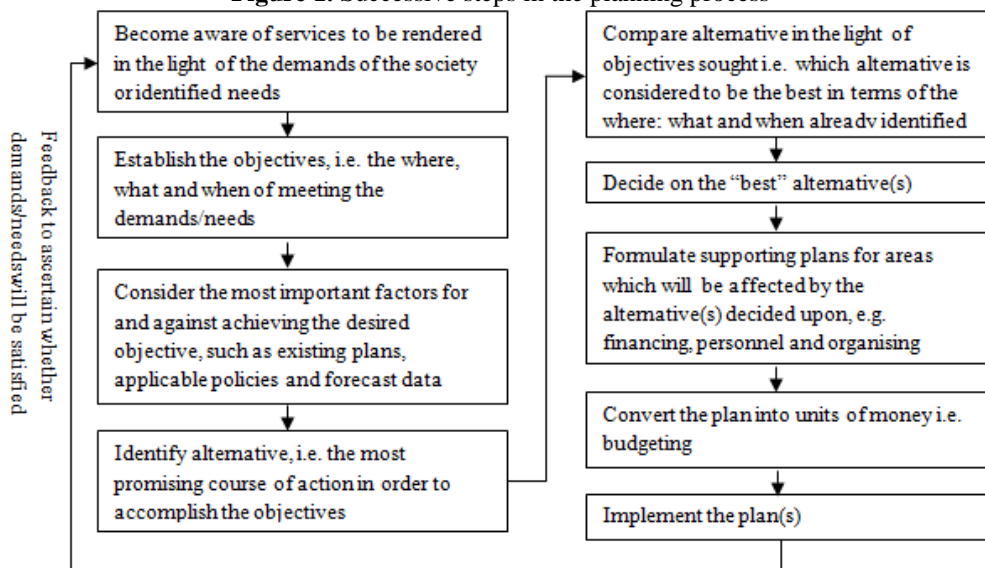 Figure 1: Successive steps in the planning process
Become aware of services to be rendered
in the light of the demands of the society
or identified needs
Establish the objectives, i.e. the where,
what and when of meeting the
demands/needs
Consider the most important factors for
and against achieving the desired
objective, such as existing plans,
applicable policies and forecast data
Identify alternative, i.e. the most
promising course of action in order to
accomplish the objectives
Compare alternative in the light of
objectives sought i.e. which alternative is
considered to be the best in terms of the
where: what and when already identified
Decide on the “best” alternative(s)
Formulate supporting plans for areas
which will be affected by the
alternative(s) decided upon, e.g.
financing, personnel and organising
Convert the plan into units of money i.e.
budgeting
Implement the plan(s)
Feedback to ascertain whether
demands/needs will be satisfied